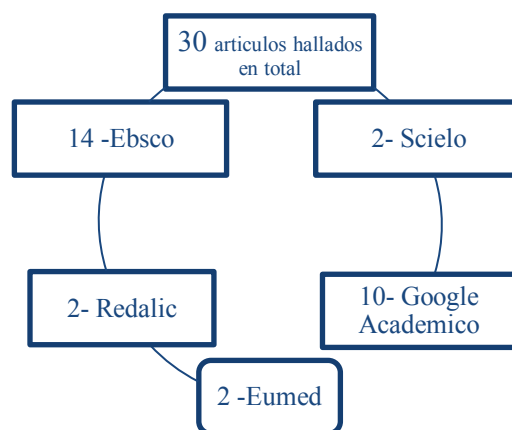 30 articulos hallados
en total
14 -Ebsco
2- Scielo
2- Redalic
10- Google
Academico
2 -Eumed